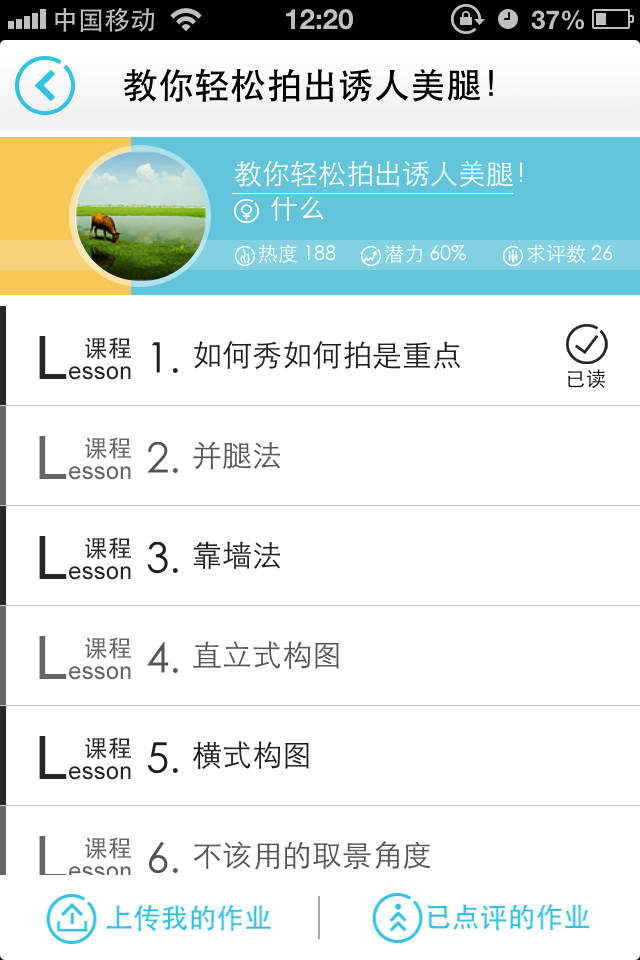 中国移动 12:20 37%
教你轻松拍出诱人美腿!
教你轻松拍出诱人美腿!
什么
热度 188 潜力 60% 求评数 26
课程 Lesson 1. 如何秀如何拍是重点
已读
课程 Lesson 2. 并腿法
课程 Lesson 3. 靠墙法
课程 Lesson 4. 直立式构图
课程 Lesson 5. 横式构图
课程 Lesson 6. 不该用的取景角度
上传我的作业 已点评的作业